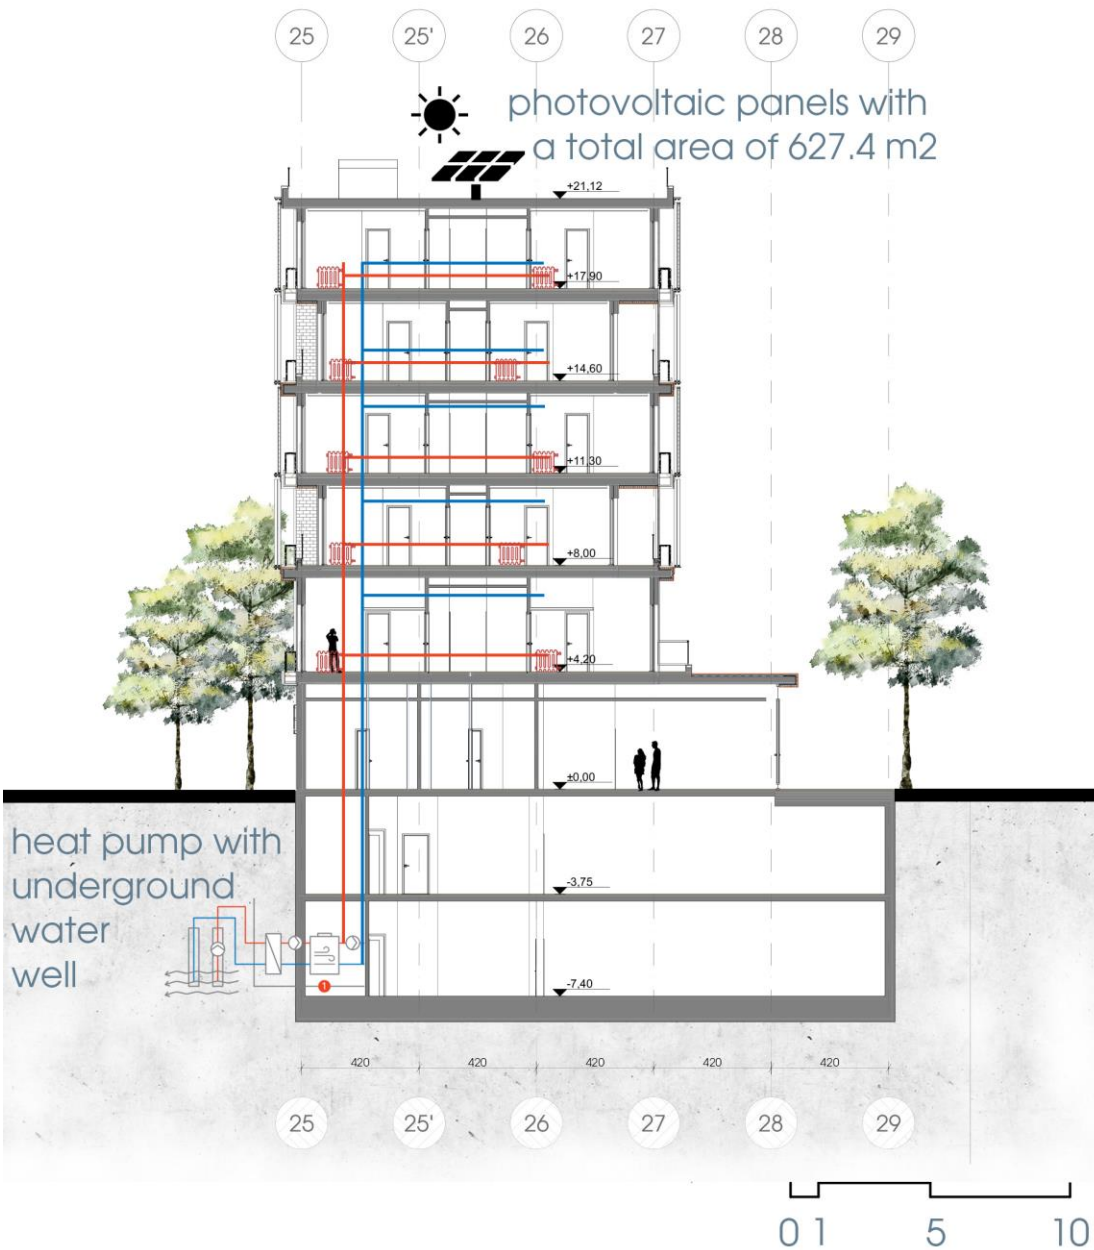 25 25' 26 27 28 29
photovoltaic panels with
a total area of 627.4 m2
+21,12
+17,90
+14,60
+11,30
+8,00
+4,20
±0,00
heat pump with
underground
water
well
-3,75
-7,40
1
420 420 420 420 420
25 25' 26 27 28 29
0 1 5 10